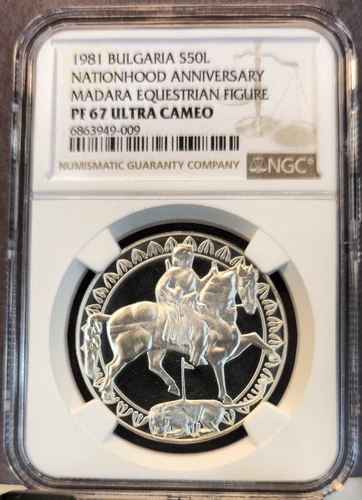 1981 BULGARIA S50L
NATIONHOOD ANNIVERSARY
MADARA EQUESTRIAN FIGURE
PF 67 ULTRA CAMEO
6863949-009
NUMISMATIC GUARANTY COMPANY NGC®